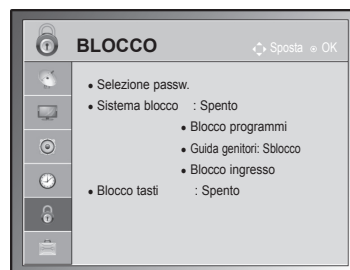 BLOCCO Sposta OK
• Selezione passw.
• Sistema blocco : Spento
• Blocco programmi
• Guida genitori: Sblocco
• Blocco ingresso
• Blocco tasti : Spento